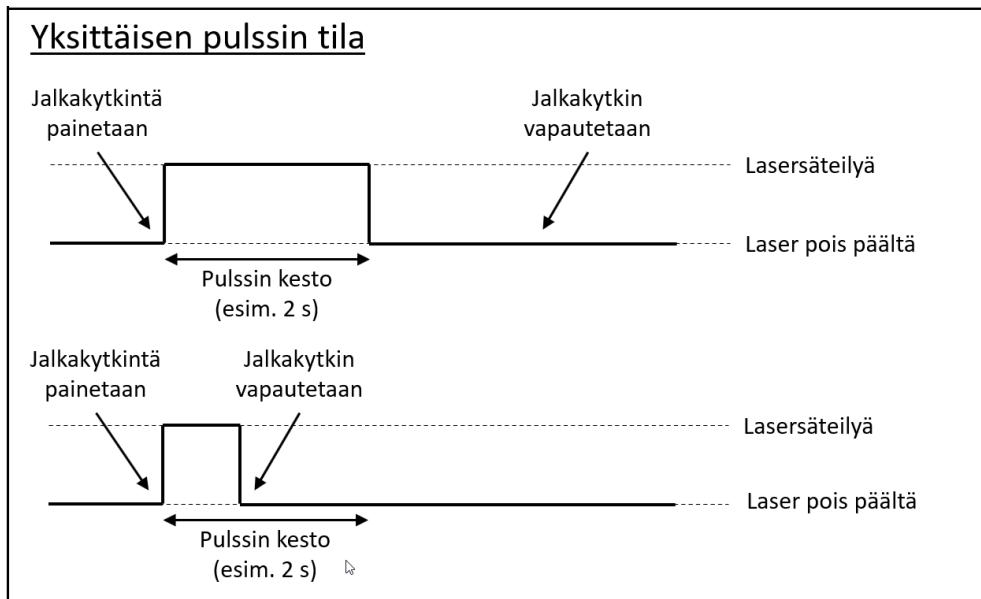 Yksittäisen pulssin tila
Jalkakytkintä
painetaan
Jalkakytkin
vapautetaan
Lasersäteilyä
Laser pois päältä
Pulssin kesto
(esim. 2 s)
Jalkakytkintä
painetaan
Jalkakytkin
vapautetaan
Lasersäteilyä
Laser pois päältä
Pulssin kesto
(esim. 2 s)